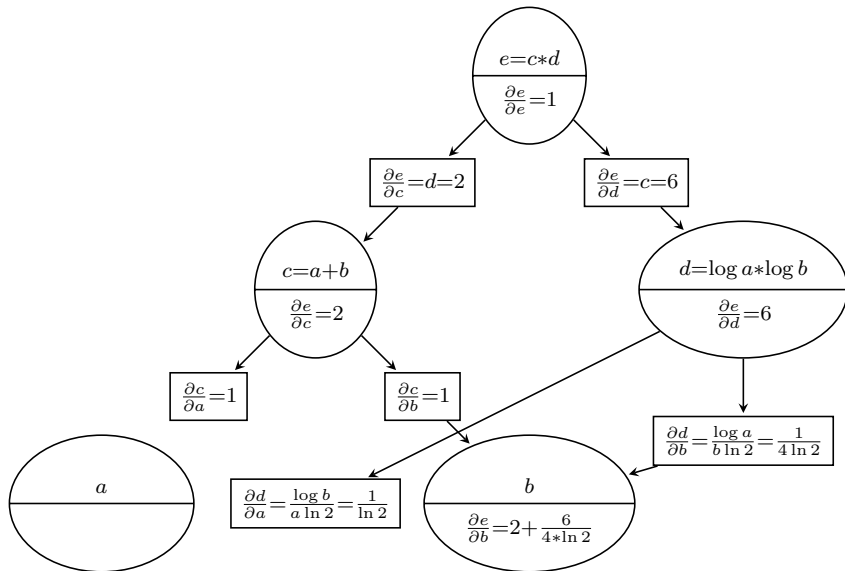 e=c*d
∂e/∂e=1
∂e/∂c=d=2
∂e/∂d=c=6
c=a+b
∂e/∂c=2
d=log a*log b
∂e/∂d=6
∂c/∂a=1
∂c/∂b=1
∂d/∂b=log a/b ln 2=1/4 ln 2
a
∂d/∂a=log b/a ln 2=1/ln 2
b
∂e/∂b=2+6/4*ln 2